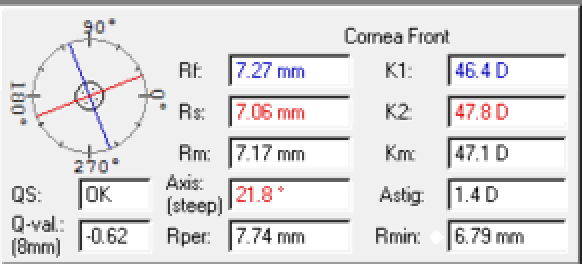 90°
Cornea Front
Rf: 7.27 mm K1: 46.4 D
180° 0° Rs: 7.06 mm K2: 47.8 D
Rm: 7.17 mm Km: 47.1 D
270°
QS: OK Axis: (steep) 21.8 ° Astig: 1.4 D
Q-val.: (8mm) -0.62 Rper: 7.74 mm Rmin: 6.79 mm